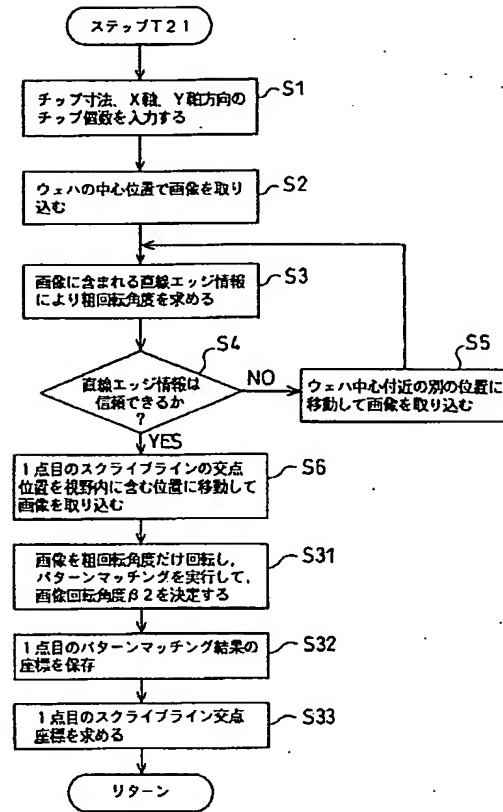 ステップT21
チップ寸法、X軸、Y軸方向の
チップ個数を入力する
S1
ウェハの中心位置で画像を取り
込む
S2
画像に含まれる直線エッジ情報
により粗回転角度を求める
S3
直線エッジ情報は
信頼できるか
?
S4
NO
YES
ウェハ中心付近の別の位置に
移動して画像を取り込む
S5
1点目のスクライブラインの交点
位置を視野内に含む位置に移動して
画像を取り込む
S6
画像を粗回転角度だけ回転し,
パターンマッチングを実行して,
画像回転角度β2を決定する
S31
1点目のパターンマッチング結果の
座標を保存
S32
1点目のスクライブライン交点
座標を求める
S33
リターン